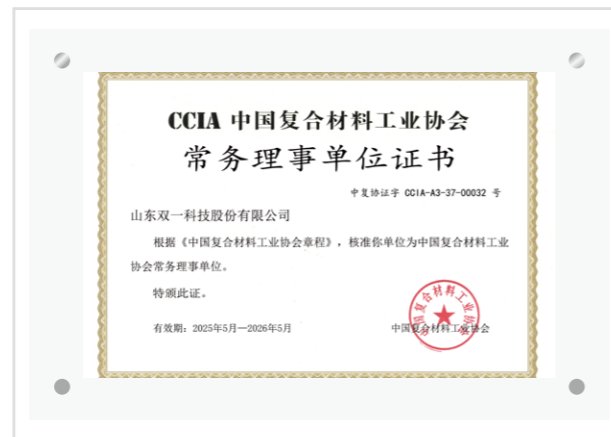 CCIA 中国复合材料工业协会
常务理事单位证书
中复协证字 CCIA-A3-37-00032 号
山东双一科技股份有限公司
根据《中国复合材料工业协会章程》，核准你单位为中国复合材料工业
协会常务理事单位。
特颁此证。
有效期：2025年5月—2026年5月
中国复合材料工业协会